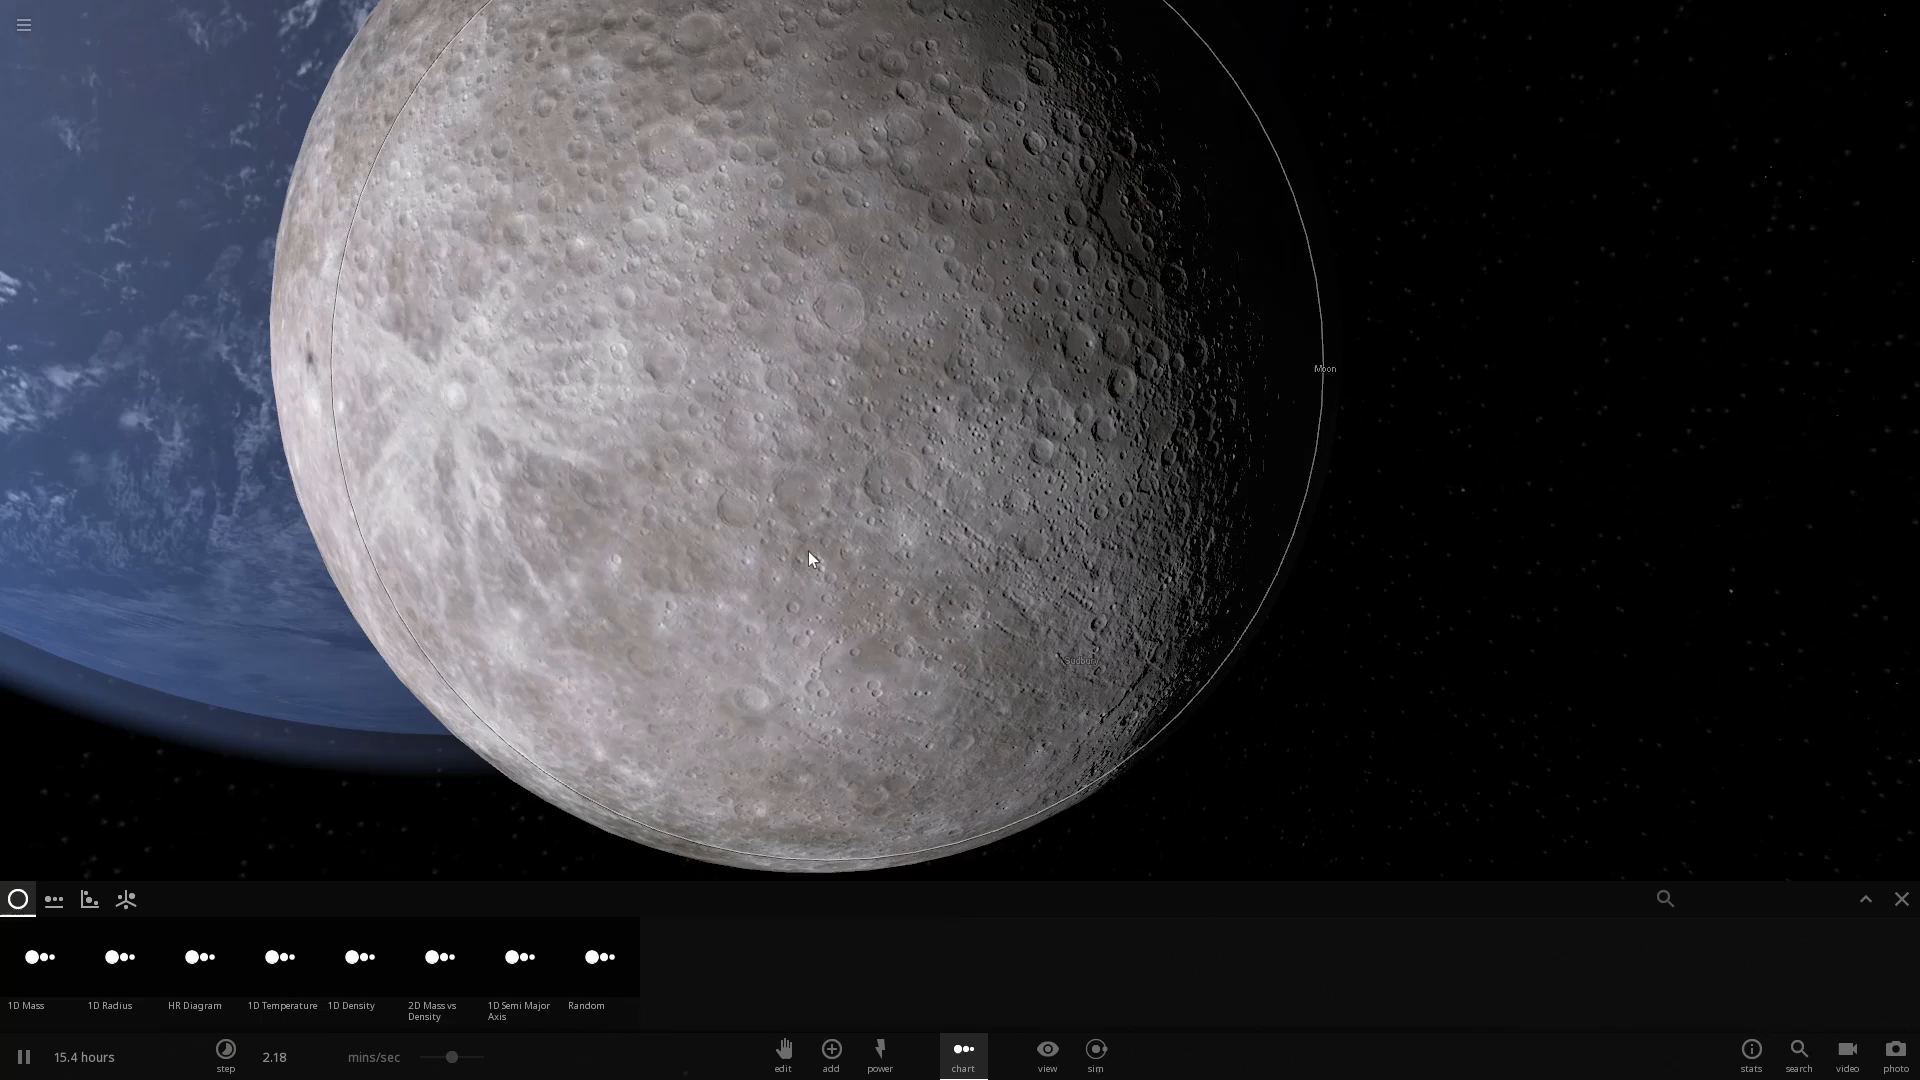 Moon
Sudbury
1D Mass
1D Radius
HR Diagram
1D Temperature
1D Density
2D Mass vs
Density
1D Semi Major
Axis
Random
15.4 hours
step
2.18
mins/sec
edit
add
power
chart
view
sim
stats
search
video
photo